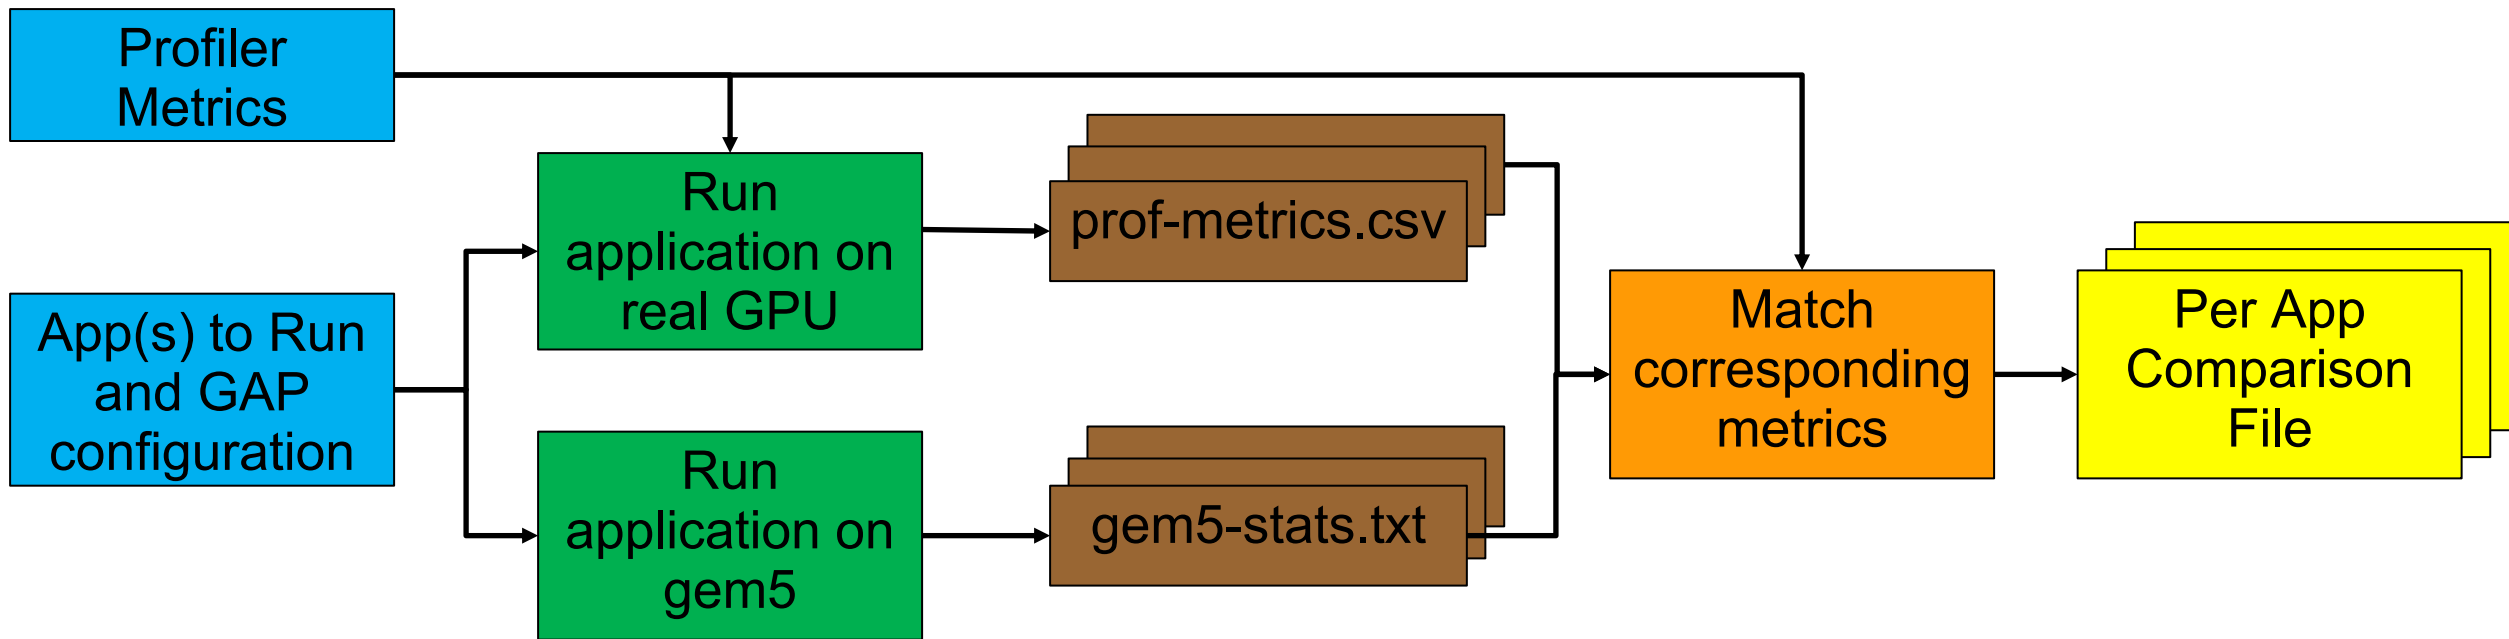 Profiler
Metrics
App(s) to Run
and GAP
configuration
Run
application on
real GPU
Run
application on
gem5
prof-metrics.csv
gem5-stats.txt
Match
corresponding
metrics
Per App
Comparison
File